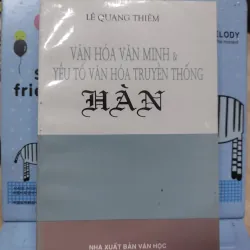 LÊ QUANG THIÊM
VĂN HÓA VĂN MINH &
YẾU TỐ VĂN HÓA TRUYỀN THỐNG
HÀN
NHÀ XUẤT BẢN VĂN HỌC
ELODY